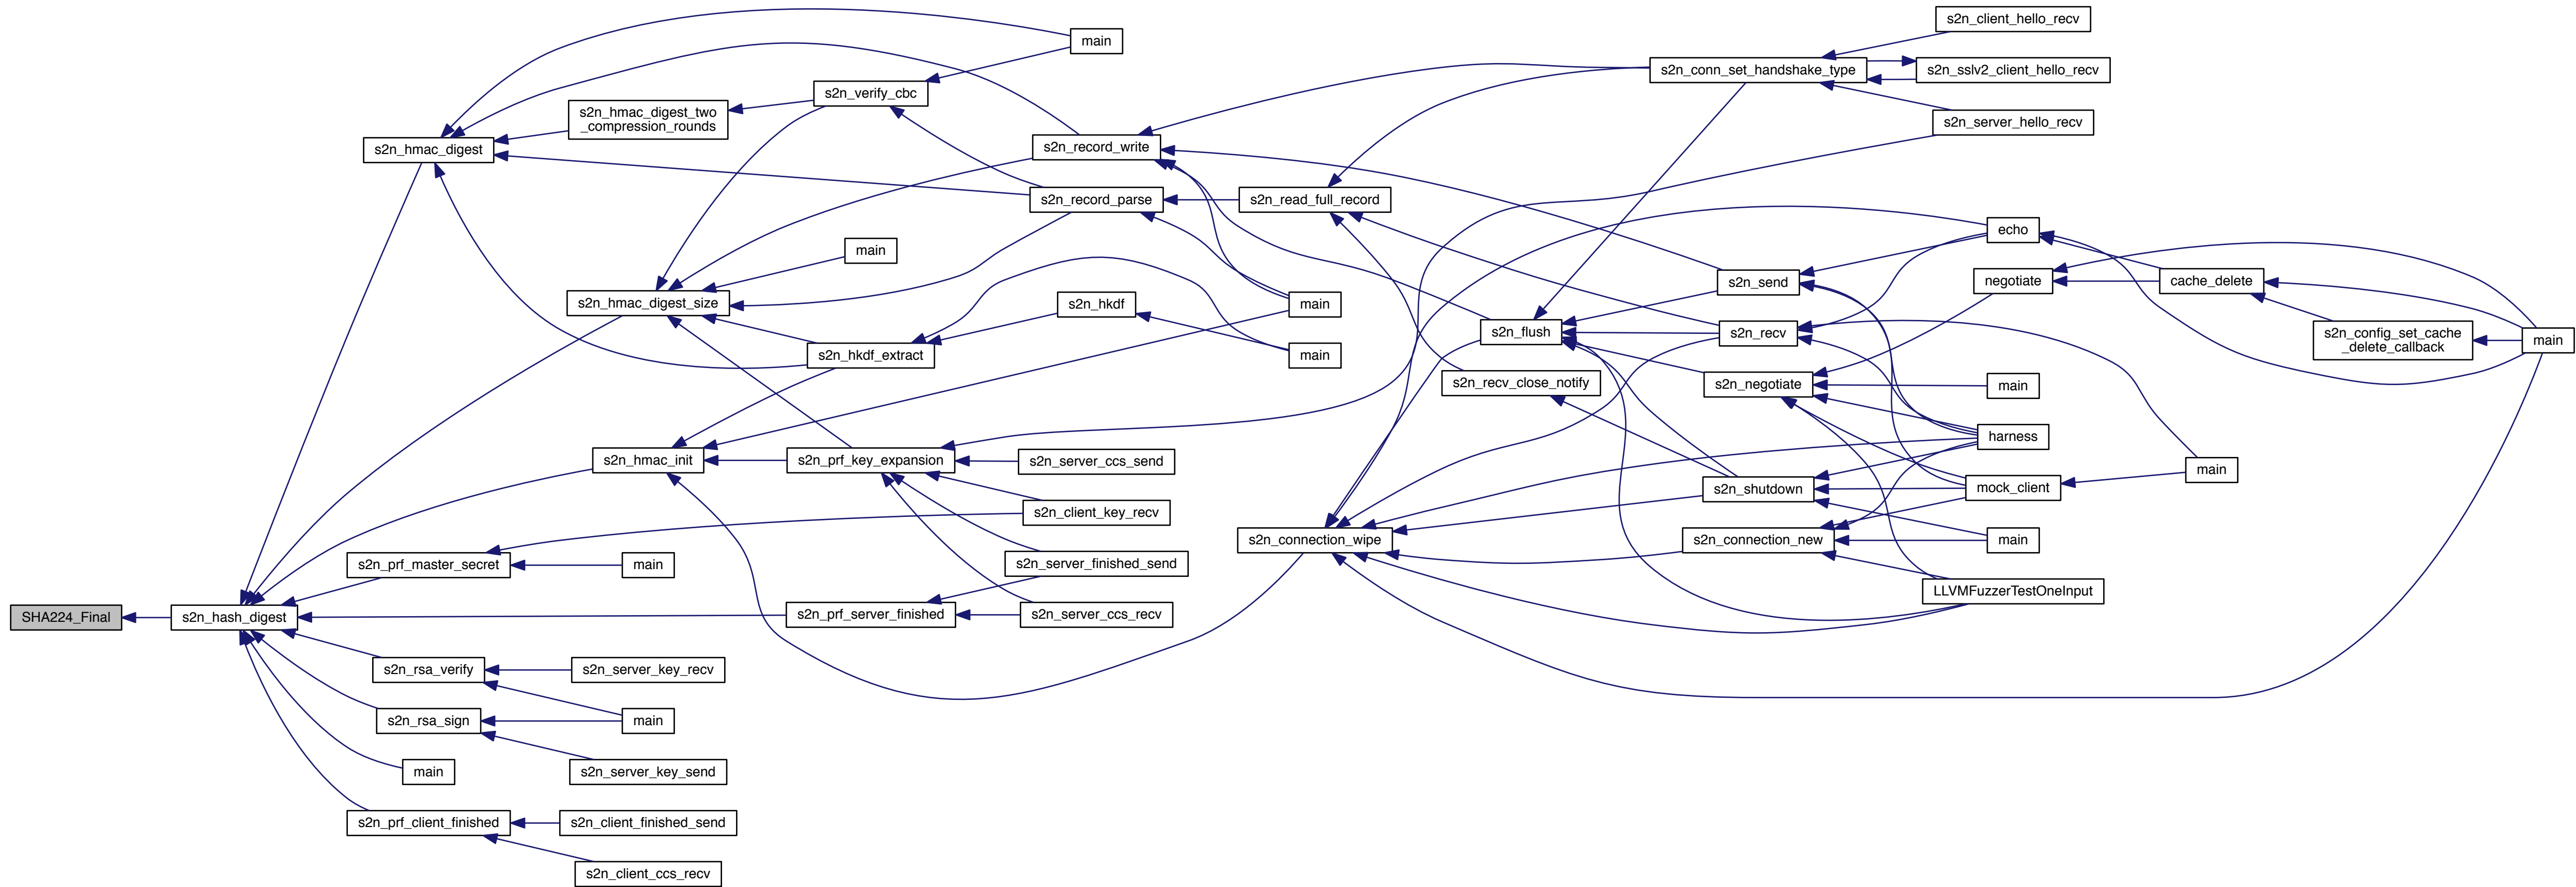 SHA224_Final
s2n_hash_digest
s2n_hmac_digest
s2n_hmac_digest_two
_compression_rounds
s2n_verify_cbc
main
s2n_record_write
s2n_record_parse
s2n_hmac_digest_size
main
s2n_hkdf_extract
s2n_hkdf
main
main
s2n_hmac_init
s2n_prf_key_expansion
s2n_server_ccs_send
s2n_client_key_recv
s2n_prf_master_secret
main
s2n_server_finished_send
s2n_prf_server_finished
s2n_server_ccs_recv
s2n_rsa_verify
s2n_server_key_recv
s2n_rsa_sign
main
main
s2n_server_key_send
s2n_prf_client_finished
s2n_client_finished_send
s2n_client_ccs_recv
s2n_read_full_record
s2n_connection_wipe
s2n_flush
s2n_recv_close_notify
s2n_conn_set_handshake_type
s2n_client_hello_recv
s2n_sslv2_client_hello_recv
s2n_server_hello_recv
s2n_send
s2n_recv
s2n_negotiate
s2n_shutdown
s2n_connection_new
echo
negotiate
main
harness
mock_client
main
LLVMFuzzerTestOneInput
cache_delete
main
s2n_config_set_cache
_delete_callback
main